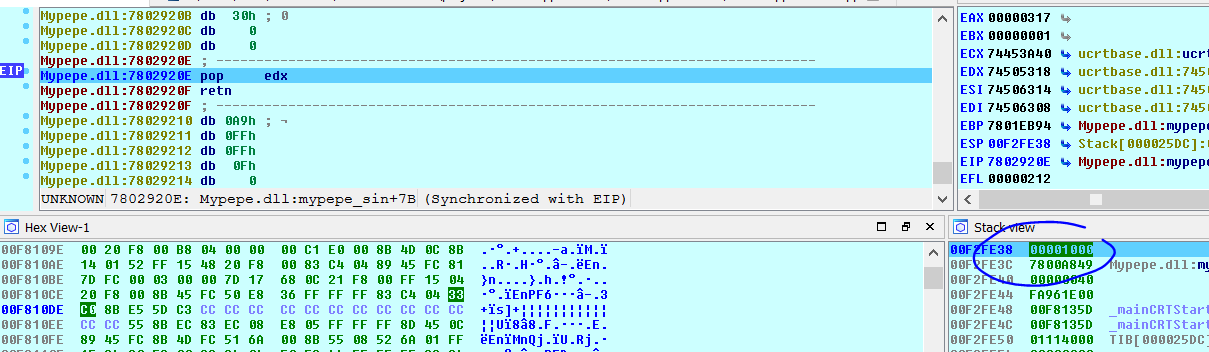 Mypepe.dll:7802920B db 30h ; 0
Mypepe.dll:7802920C db 0
Mypepe.dll:7802920D db 0
Mypepe.dll:7802920E ; ---------------------------------------------------------------------------
EIP Mypepe.dll:7802920E pop edx
Mypepe.dll:7802920F retn
Mypepe.dll:7802920F ; ---------------------------------------------------------------------------
Mypepe.dll:78029210 db 0A9h ; ¬
Mypepe.dll:78029211 db 0FFh
Mypepe.dll:78029212 db 0FFh
Mypepe.dll:78029213 db 0Fh
Mypepe.dll:78029214 db 0
UNKNOWN 7802920E: Mypepe.dll:mypepe_sin+7B (Synchronized with EIP)
EAX 00000317
EBX 00000001
ECX 74453A40 ucrtbase.dll:ucrt
EDX 74505318 ucrtbase.dll:7450
ESI 74506314 ucrtbase.dll:7450
EDI 74506308 ucrtbase.dll:7450
EBP 7801EB94 Mypepe.dll:mypepe
ESP 00F2FE38 Stack[000025DC]:
EIP 7802920E Mypepe.dll:mypepe
EFL 00000212
Hex View-1
00F8109E 00 20 F8 00 B8 04 00 00 00 C1 E0 00 8B 4D 0C 8B
00F810AE 14 01 52 FF 15 48 20 F8 00 83 C4 04 89 45 FC 81
00F810BE 7D FC 00 03 00 00 7D 17 68 0C 21 F8 00 FF 15 04
00F810CE 20 F8 00 8B 45 FC 50 E8 36 FF FF FF 83 C4 04 33
00F810DE C0 8B E5 5D C3 CC CC CC CC CC CC CC CC CC CC CC
00F810EE CC CC 55 8B EC 83 EC 08 E8 05 FF FF FF 8D 45 0C
00F810FE 89 45 FC 8B 4D FC 51 6A 00 8B 55 08 52 6A 01 FF
Stack view
00F2FE38 00001000
00F2FE3C 7800A849 Mypepe.dll:my
00F2FE40 00000040
00F2FE44 FA961E00
00F2FE48 00F8135D _mainCRTStar
00F2FE4C 00F8135D _mainCRTStar
00F2FE50 01114000 TIB[000025DC]